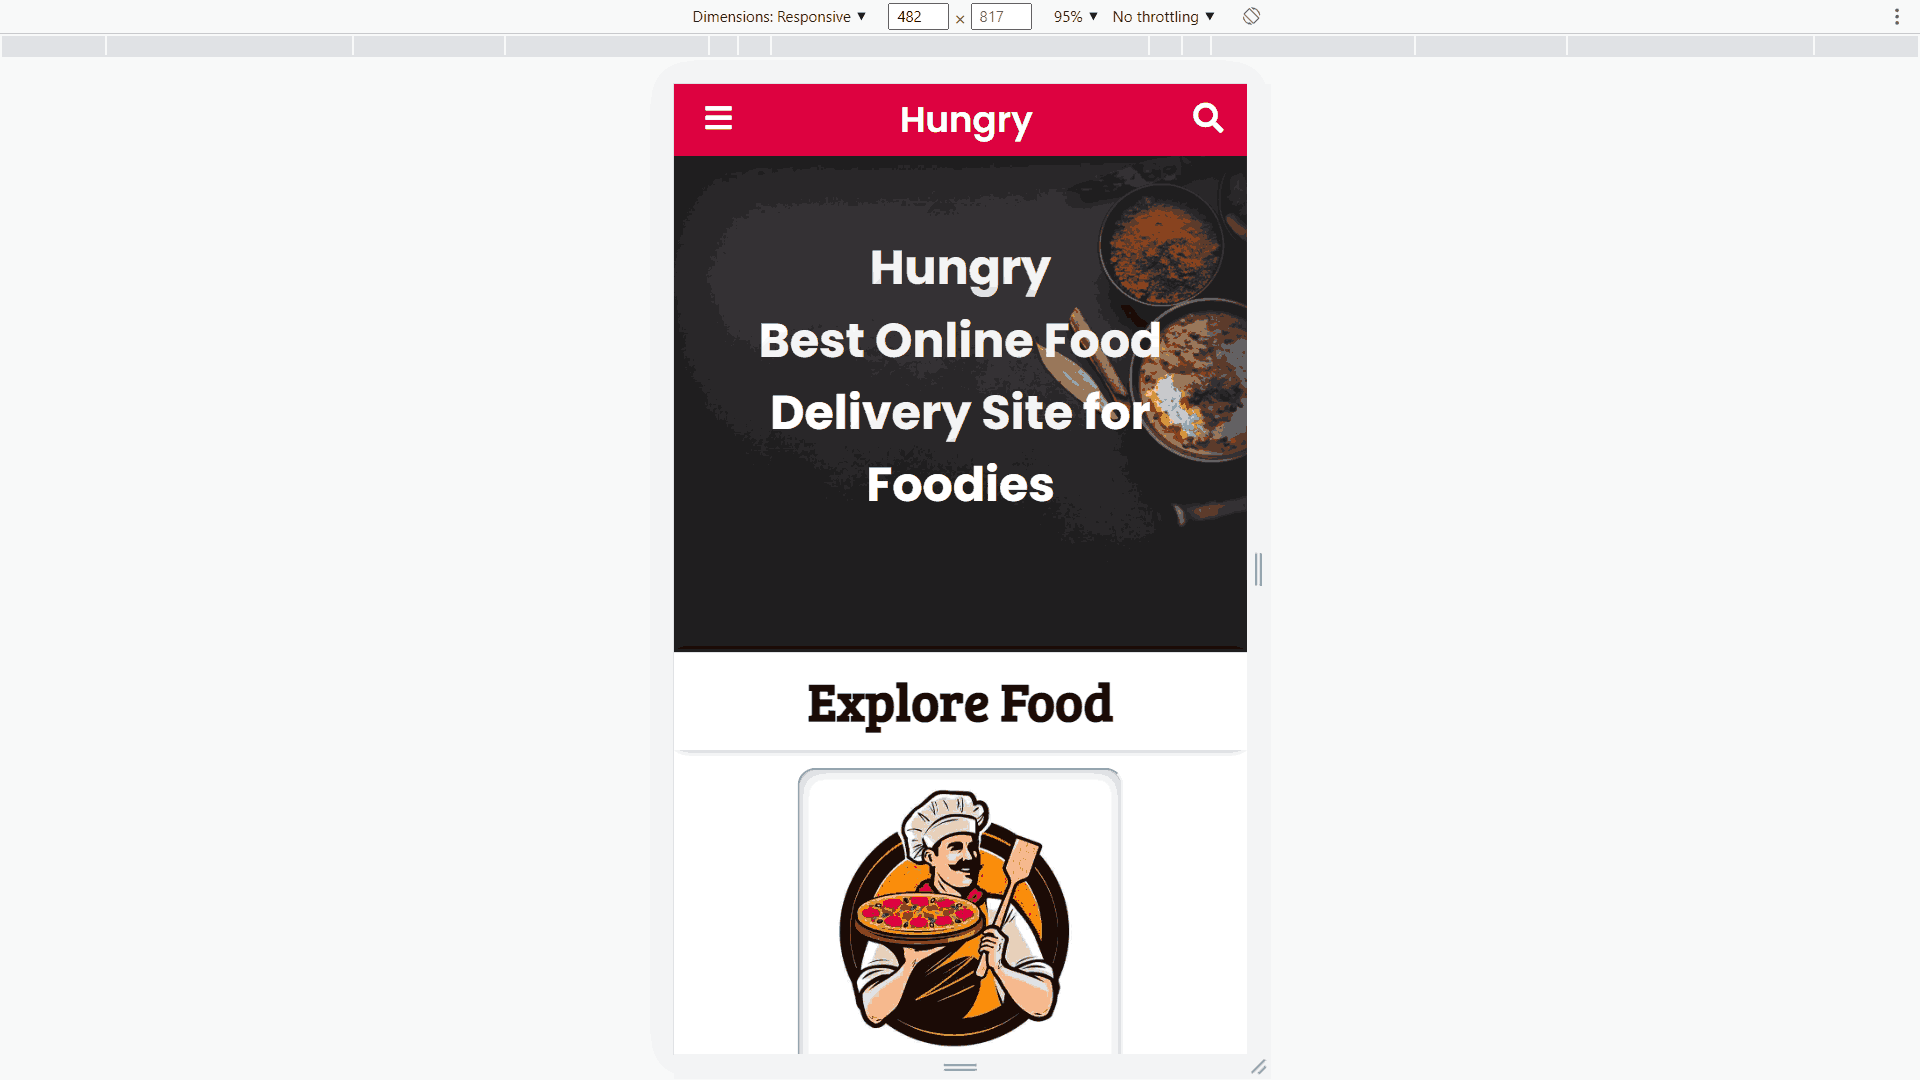 Dimensions: Responsive ▼ 482 × 817 95% ▼ No throttling ▼
Hungry
Hungry
Best Online Food
Delivery Site for
Foodies
Explore Food